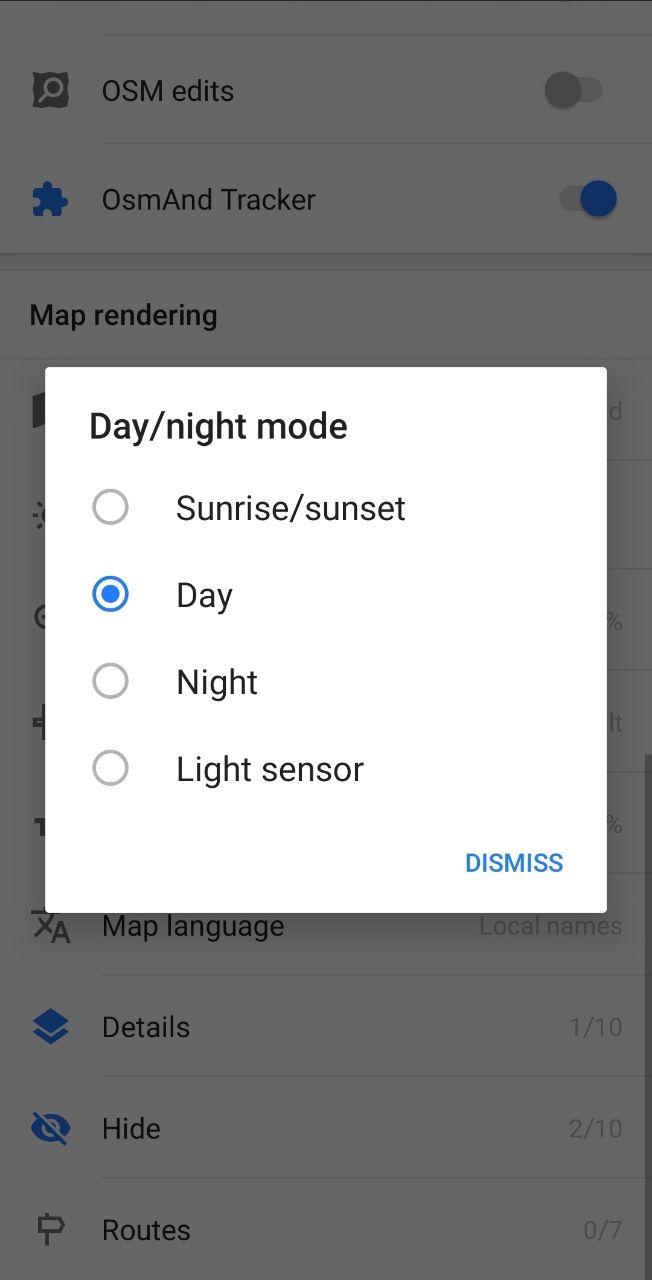 OSM edits
OsmAnd Tracker
Map rendering
d
Day/night mode
Sunrise/sunset
Day
%
Night
lt
Light sensor
%
DISMISS
Map language Local names
Details 1/10
Hide 2/10
Routes 0/7